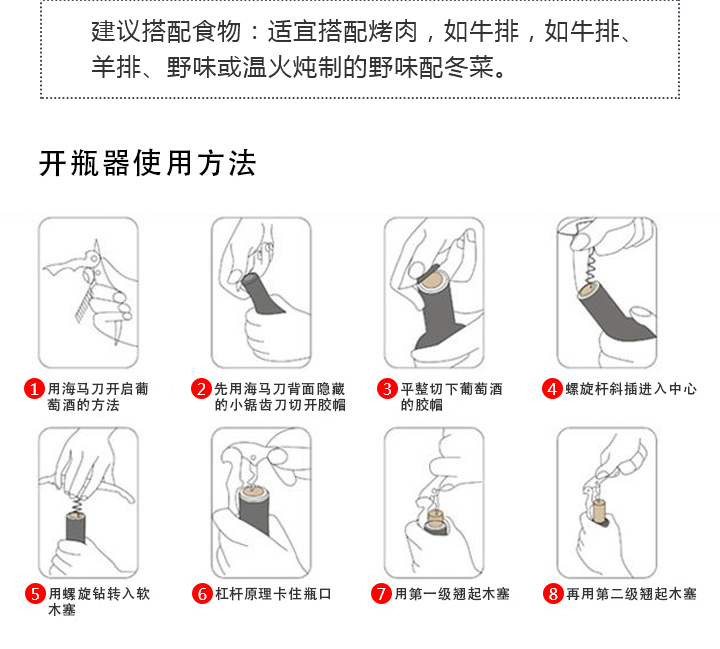 建议搭配食物：适宜搭配烤肉，如牛排，如牛排、
羊排、野味或温火炖制的野味配冬菜。
开瓶器使用方法
1 用海马刀开启葡
萄酒的方法
2 先用海马刀背面隐藏
的小锯齿刀切开胶帽
3 平整切下葡萄酒
的胶帽
4 螺旋杆斜插进入中心
5 用螺旋钻转入软
木塞
6 杠杆原理卡住瓶口
7 用第一级翘起木塞
8 再用第二级翘起木塞